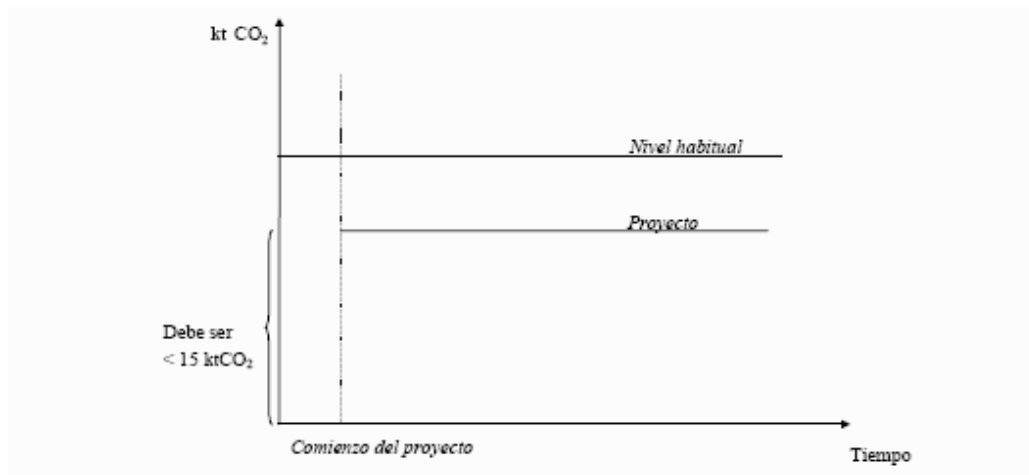 kt CO₂
Nivel habitual
Proyecto
Debe ser
< 15 ktCO₂
Comienzo del proyecto
Tiempo